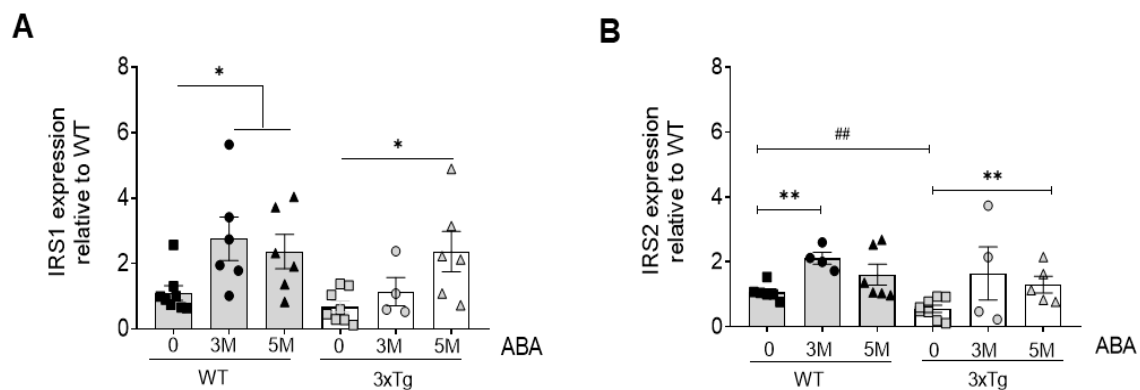 A
IRS1 expression
relative to WT
8
6
4
2
0
*
*
0 3M 5M 0 3M 5M ABA
WT 3xTg
B
IRS2 expression
relative to WT
8
6
4
2
0
##
**
**
0 3M 5M 0 3M 5M ABA
WT 3xTg